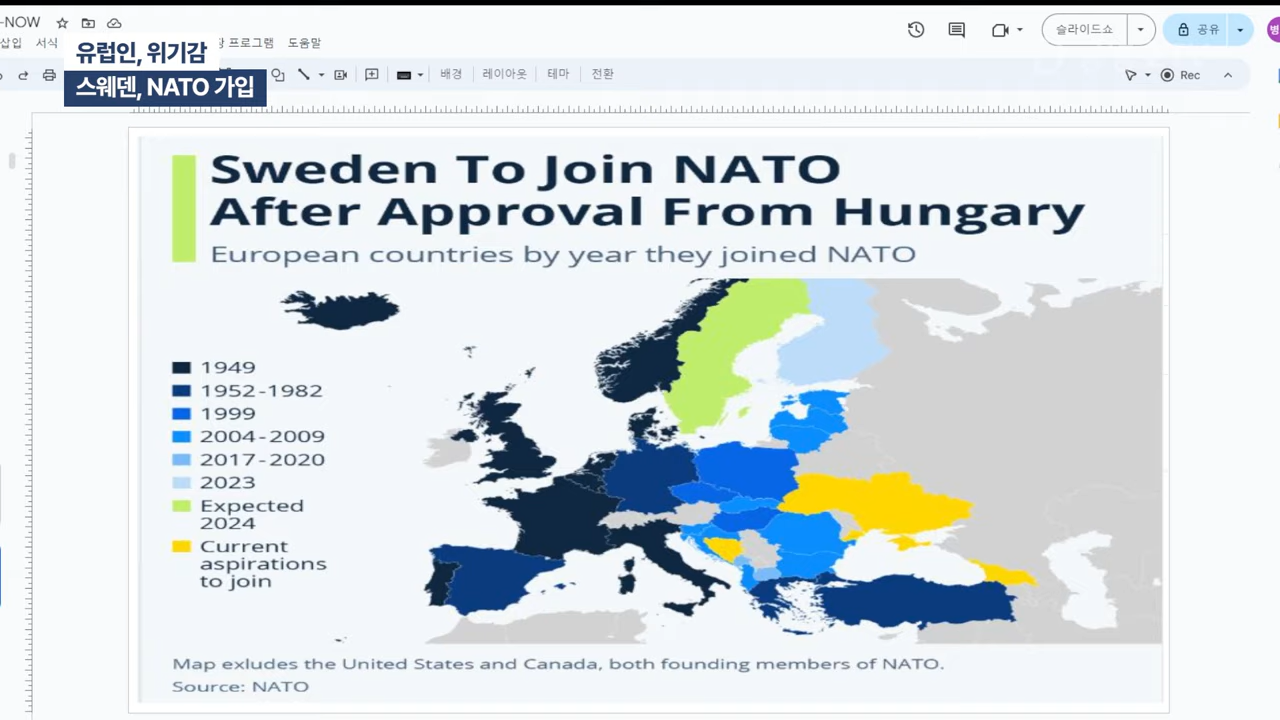 -NOW
삽입 서식
프로그램 도움말
슬라이드쇼
공유
병
유럽인, 위기감
스웨덴, NATO 가입
배경 레이아웃 테마 전환
Rec
Sweden To Join NATO
After Approval From Hungary
European countries by year they joined NATO
1949
1952-1982
1999
2004-2009
2017-2020
2023
Expected
2024
Current
aspirations
to join
Map exludes the United States and Canada, both founding members of NATO.
Source: NATO